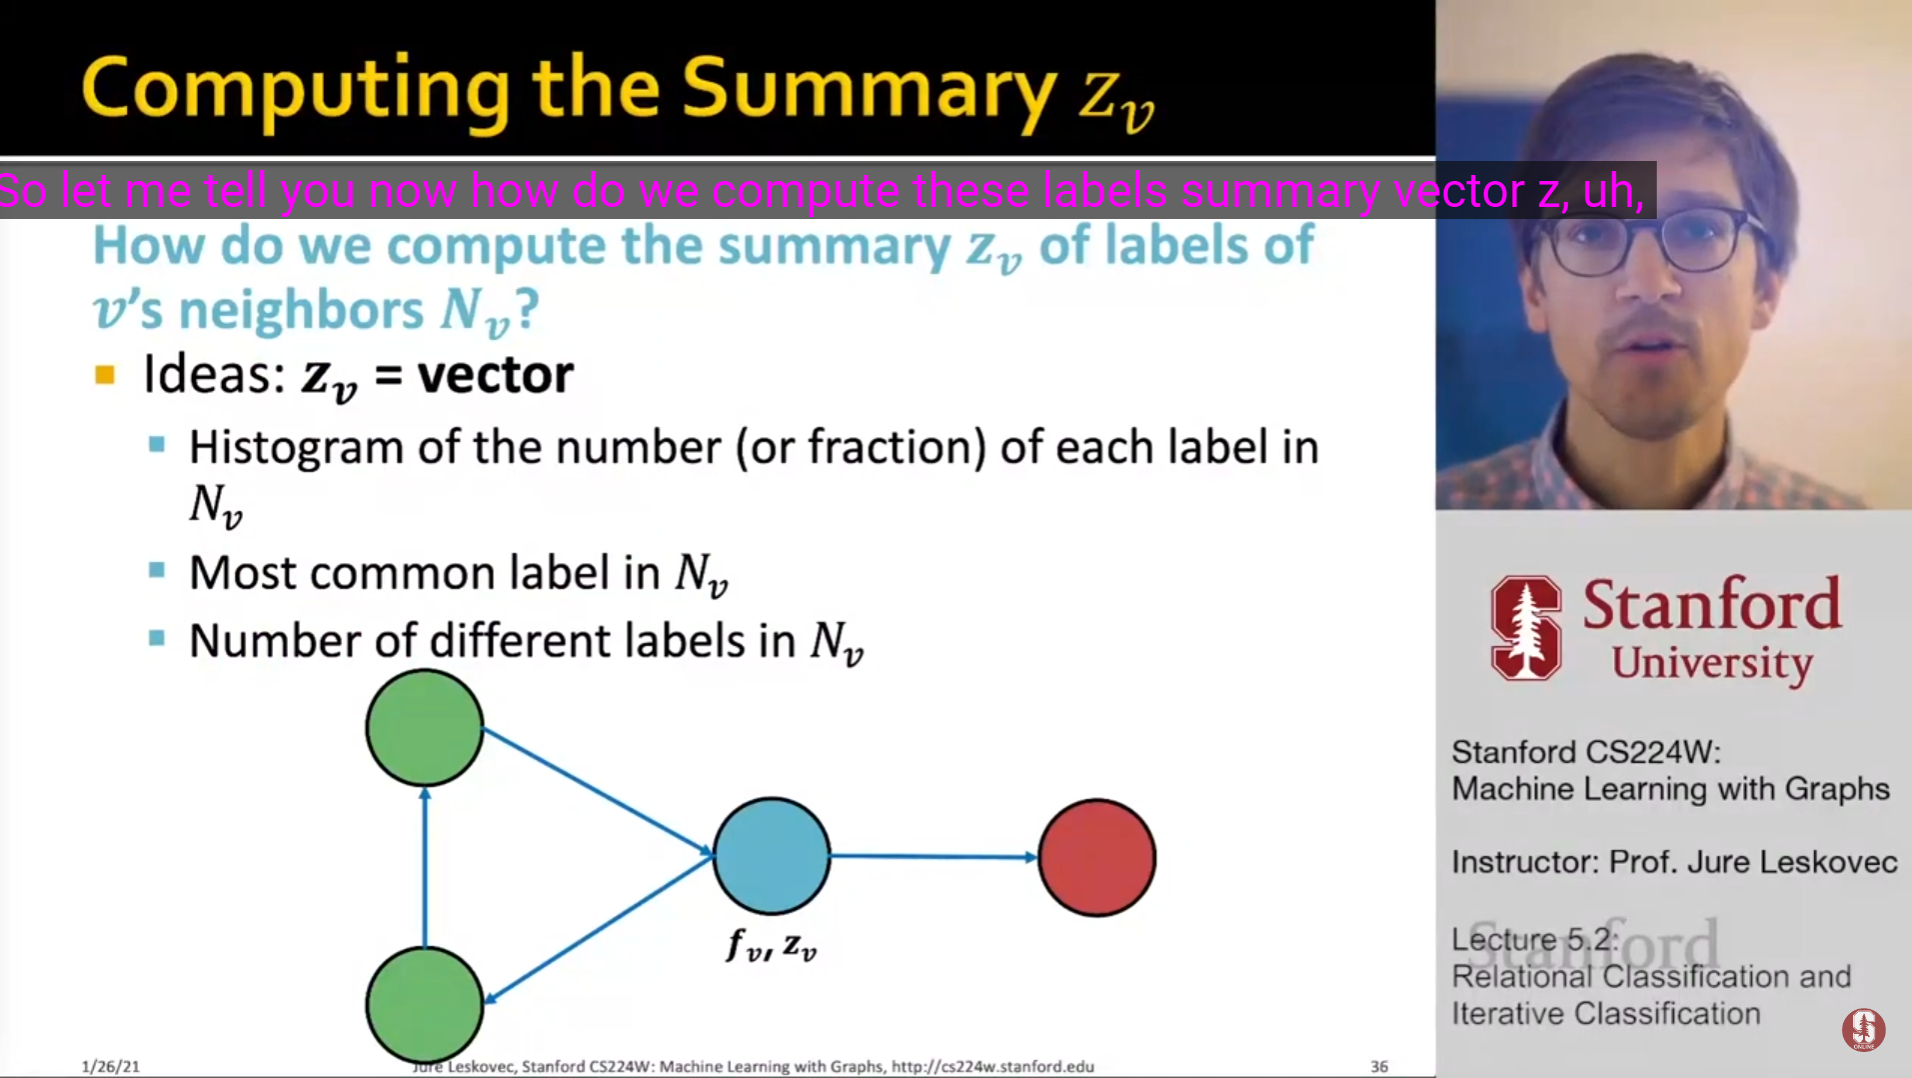 Computing the Summary z_v
So let me tell you now how do we compute these labels summary vector z, uh,
How do we compute the summary z_v of labels of
v's neighbors N_v?
Ideas: z_v = vector
Histogram of the number (or fraction) of each label in
N_v
Most common label in N_v
Number of different labels in N_v
f_v, z_v
1/26/21
Jure Leskovec, Stanford CS224W: Machine Learning with Graphs, http://cs224w.stanford.edu
36
Stanford
University
Stanford CS224W:
Machine Learning with Graphs
Instructor: Prof. Jure Leskovec
Stanford
Lecture 5.2:
Relational Classification and
Iterative Classification
S
ONLINE